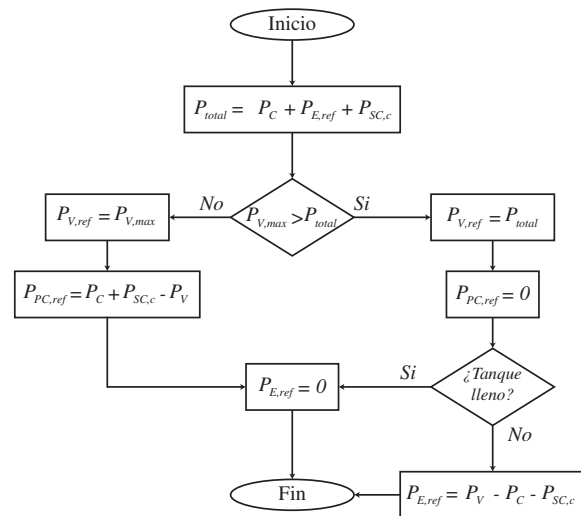 Inicio
P_total = P_C + P_E,ref + P_SC,c
No
P_V,max > P_total
Si
P_V,ref = P_V,max
P_V,ref = P_total
P_PC,ref = P_C + P_SC,c - P_V
P_PC,ref = 0
Si
¿Tanque
lleno?
P_E,ref = 0
No
Fin
P_E,ref = P_V - P_C - P_SC,c